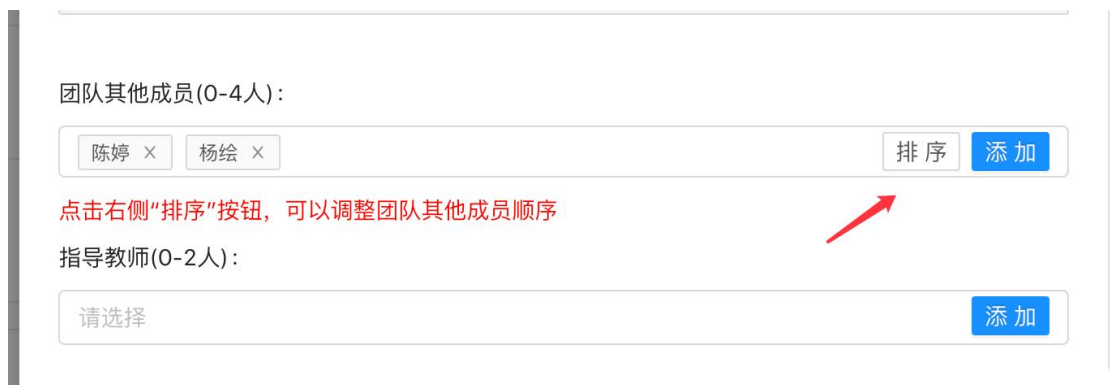 团队其他成员(0-4人):
陈婷 × 杨绘 × 排 序 添 加
点击右侧“排序”按钮，可以调整团队其他成员顺序
指导教师(0-2人):
请选择 添 加